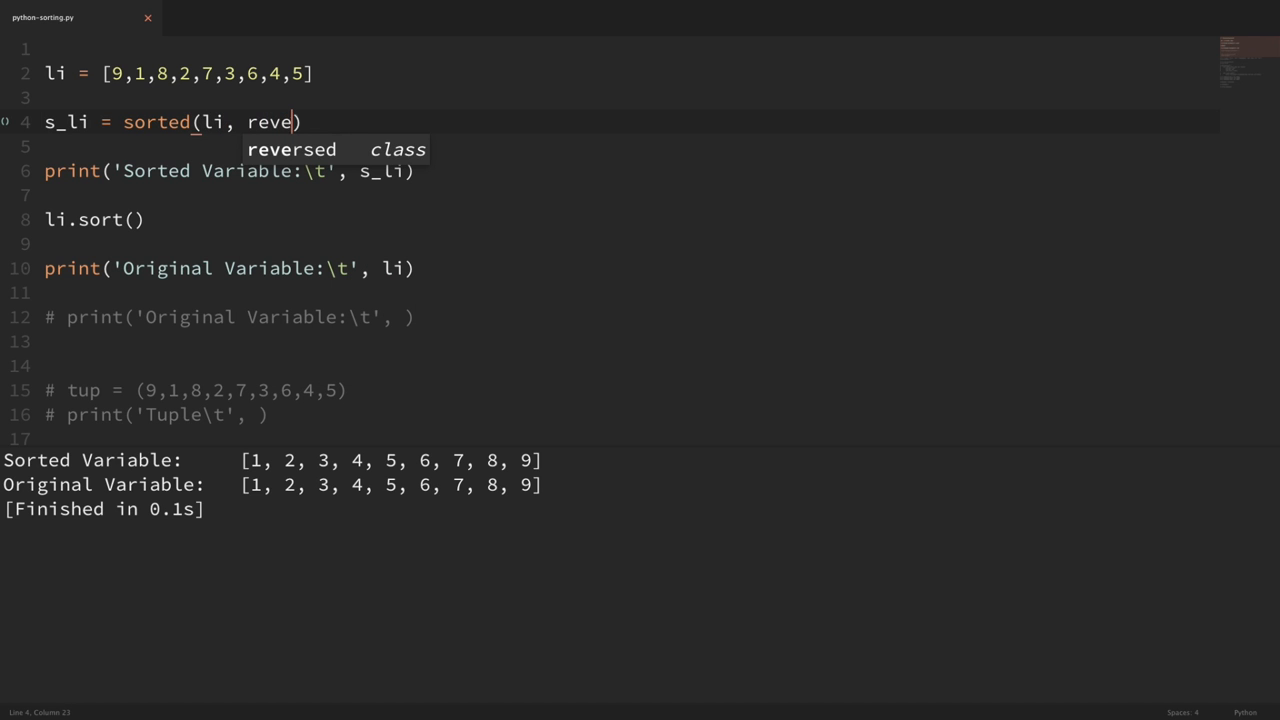 python-sorting.py ×
1
2 li = [9,1,8,2,7,3,6,4,5]
3
() 4 s_li = sorted(li, reve)
reversed class
5
6 print('Sorted Variable:\t', s_li)
7
8 li.sort()
9
10 print('Original Variable:\t', li)
11
12 # print('Original Variable:\t', )
13
14
15 # tup = (9,1,8,2,7,3,6,4,5)
16 # print('Tuple\t', )
17
Sorted Variable: [1, 2, 3, 4, 5, 6, 7, 8, 9]
Original Variable: [1, 2, 3, 4, 5, 6, 7, 8, 9]
[Finished in 0.1s]
Line 4, Column 23 Spaces: 4 Python